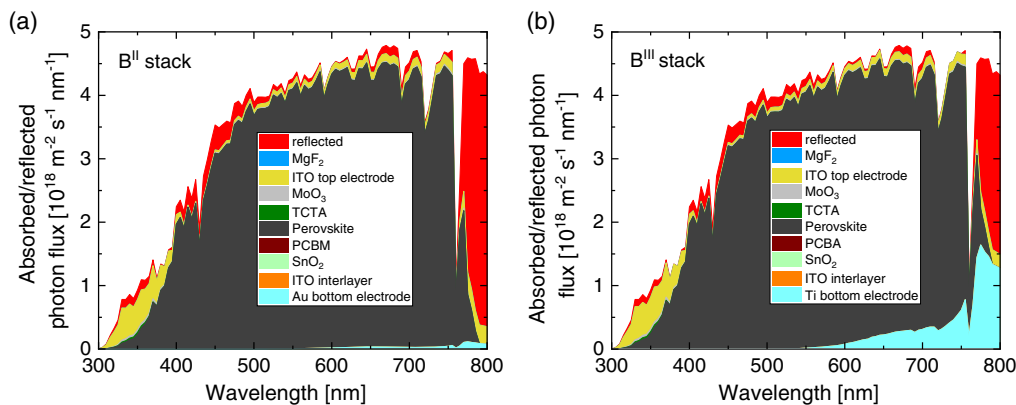 (a)
B^II stack
Absorbed/reflected
photon flux [10^18 m^-2 s^-1 nm^-1]
5
4
3
2
1
0
300 400 500 600 700 800
Wavelength [nm]
reflected
MgF₂
ITO top electrode
MoO₃
TCTA
Perovskite
PCBM
SnO₂
ITO interlayer
Au bottom electrode
(b)
B^III stack
Absorbed/reflected photon
flux [10^18 m^-2 s^-1 nm^-1]
5
4
3
2
1
0
300 400 500 600 700 800
Wavelength [nm]
reflected
MgF₂
ITO top electrode
MoO₃
TCTA
Perovskite
PCBA
SnO₂
ITO interlayer
Ti bottom electrode